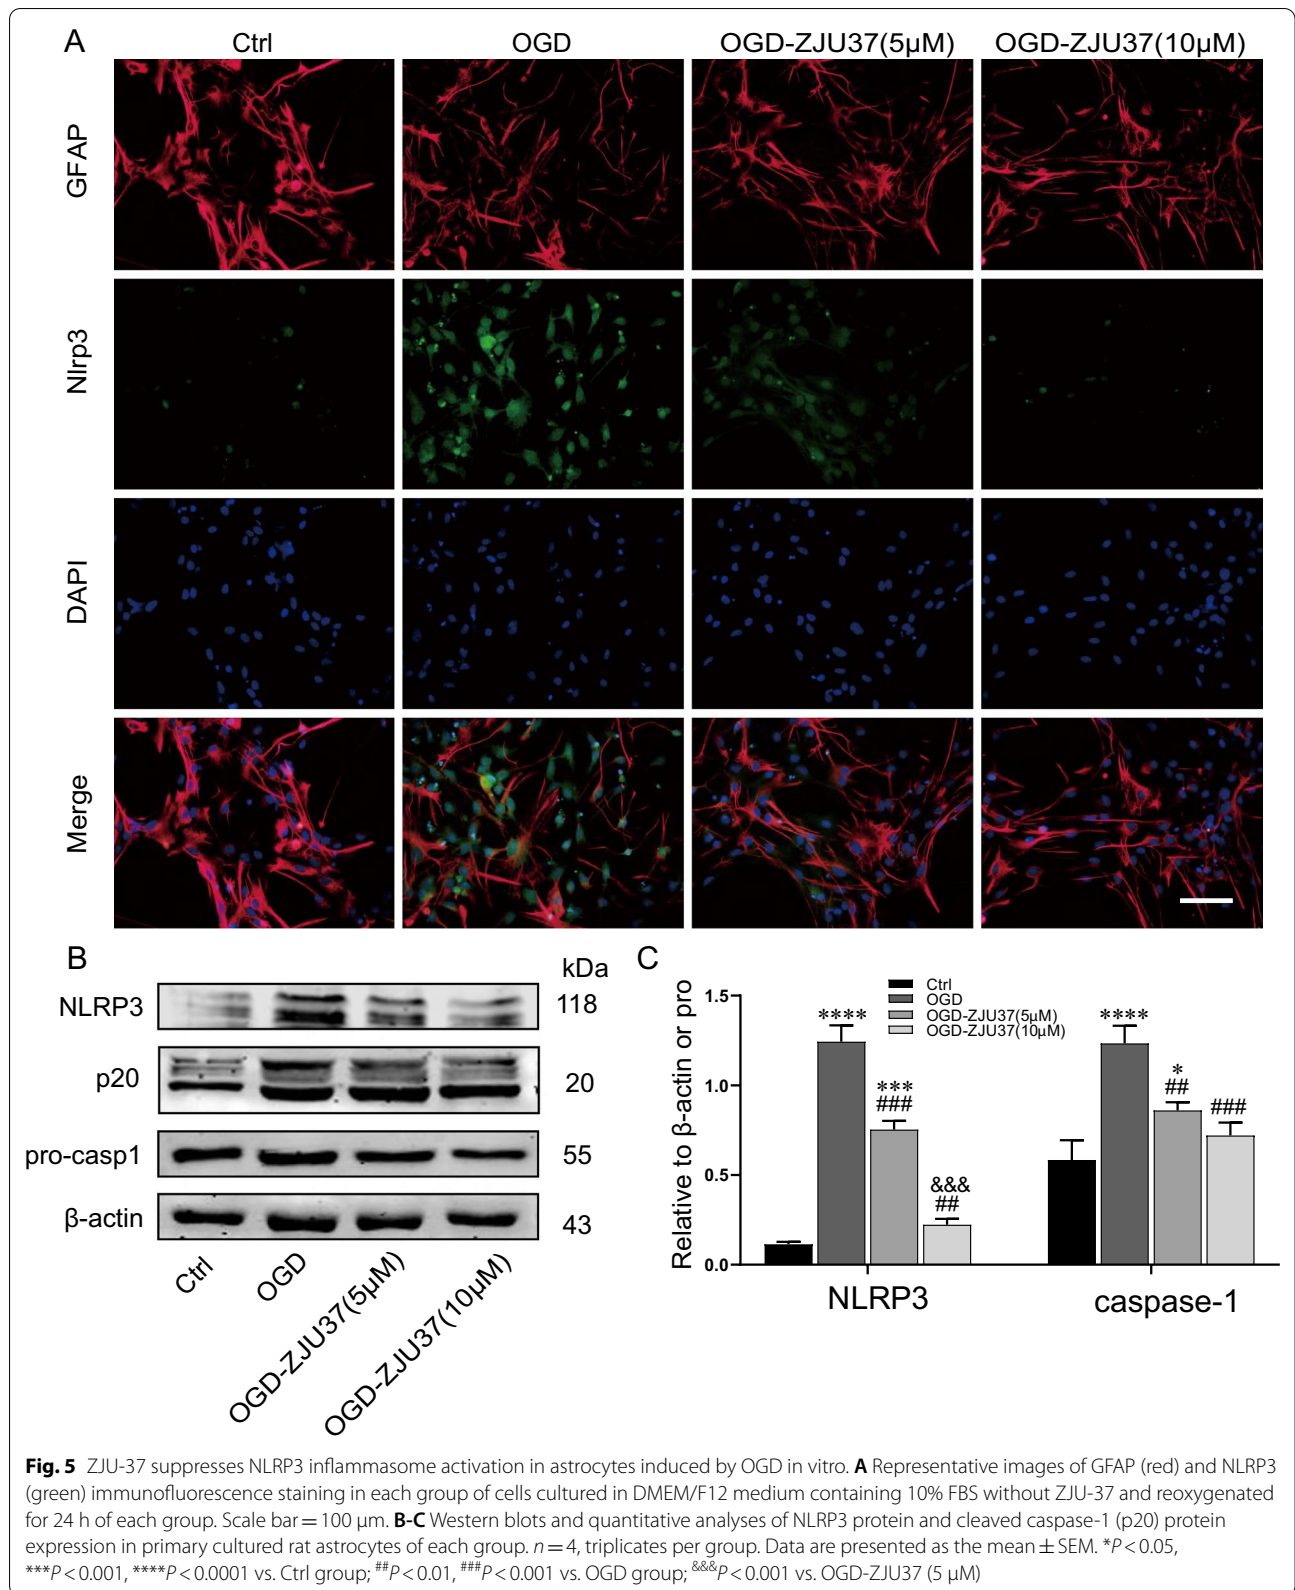 A
Ctrl OGD OGD-ZJU37(5μM) OGD-ZJU37(10μM)
GFAP
Nlrp3
DAPI
Merge
B
kDa
NLRP3 118
p20 20
pro-casp1 55
β-actin 43
Ctrl OGD OGD-ZJU37(5μM) OGD-ZJU37(10μM)
C
Ctrl
OGD
OGD-ZJU37(5μM)
OGD-ZJU37(10μM)
Relative to β-actin or pro
1.5
1.0
0.5
0.0
****
***
###
&&&
##
****
*
##
###
NLRP3 caspase-1
Fig. 5 ZJU-37 suppresses NLRP3 inflammasome activation in astrocytes induced by OGD in vitro. A Representative images of GFAP (red) and NLRP3
(green) immunofluorescence staining in each group of cells cultured in DMEM/F12 medium containing 10% FBS without ZJU-37 and reoxygenated
for 24 h of each group. Scale bar = 100 μm. B-C Western blots and quantitative analyses of NLRP3 protein and cleaved caspase-1 (p20) protein
expression in primary cultured rat astrocytes of each group. n = 4, triplicates per group. Data are presented as the mean ± SEM. *P < 0.05,
***P < 0.001, ****P < 0.0001 vs. Ctrl group; ##P < 0.01, ###P < 0.001 vs. OGD group; &&&P < 0.001 vs. OGD-ZJU37 (5 μM)